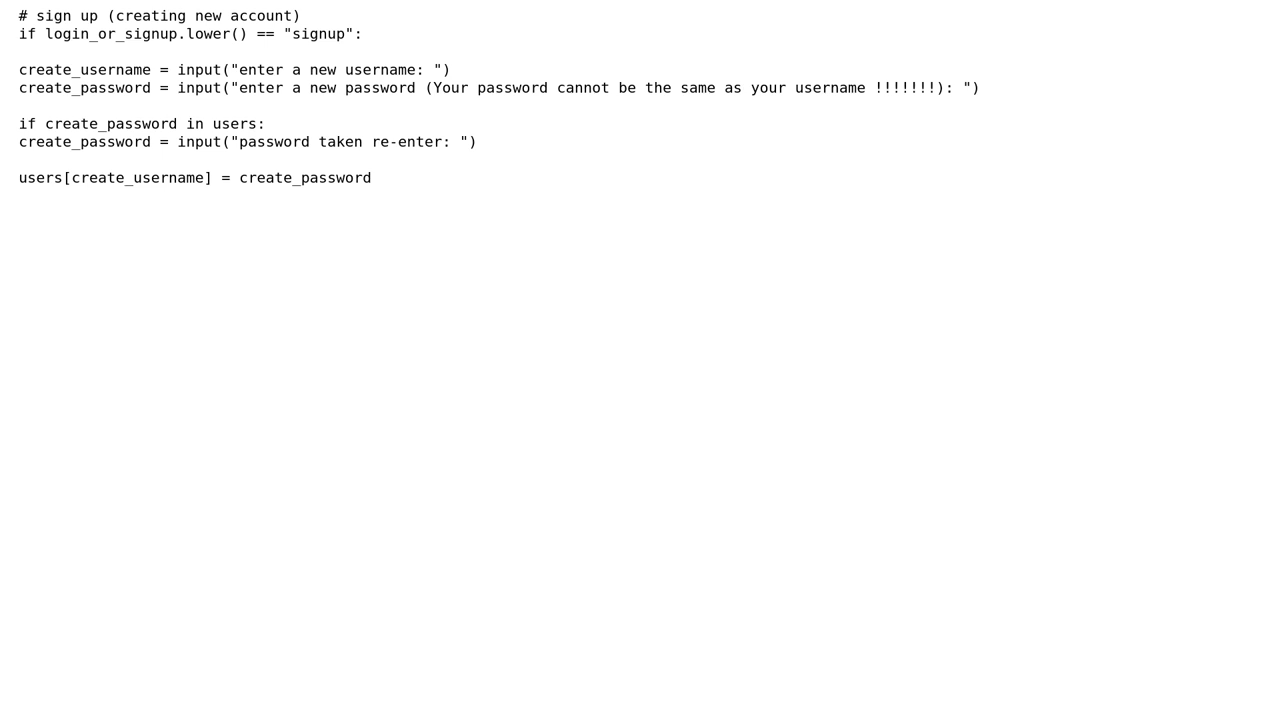 # sign up (creating new account)
if login_or_signup.lower() == "signup":
create_username = input("enter a new username: ")
create_password = input("enter a new password (Your password cannot be the same as your username !!!!!!!): ")
if create_password in users:
create_password = input("password taken re-enter: ")
users[create_username] = create_password